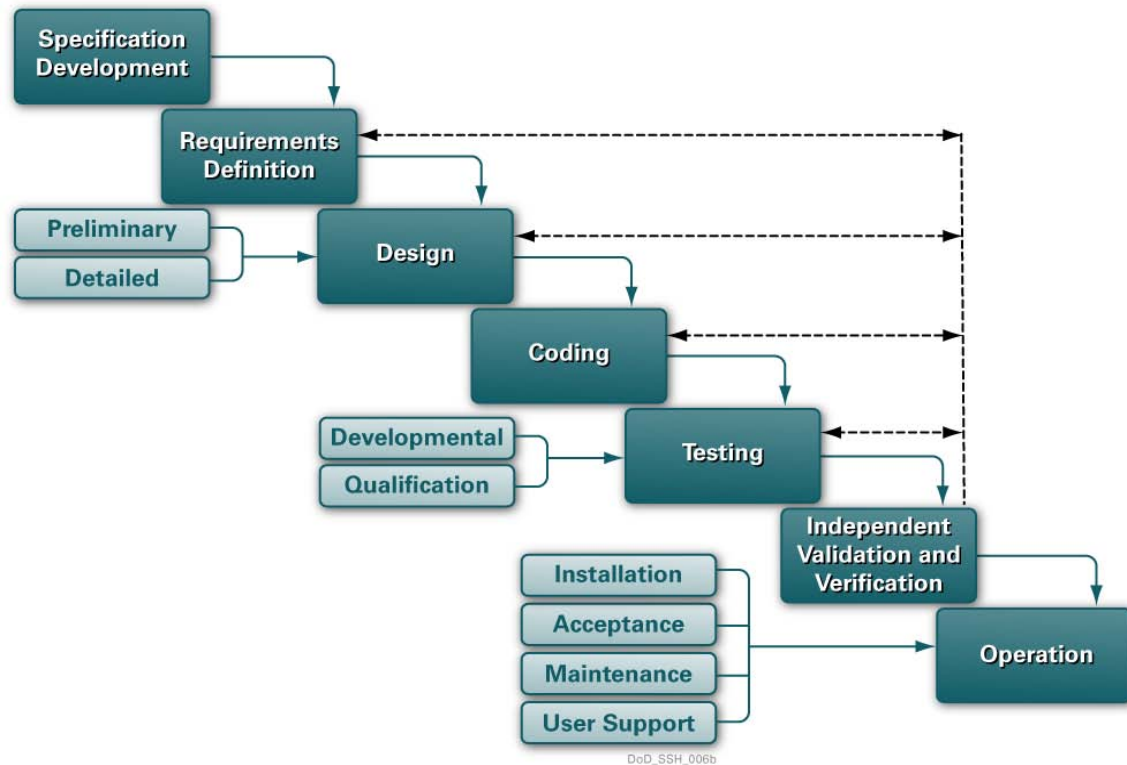 Specification
Development
Requirements
Definition
Preliminary
Detailed
Design
Coding
Developmental
Qualification
Testing
Independent
Validation and
Verification
Installation
Acceptance
Maintenance
User Support
Operation
DoD_SSH_006b